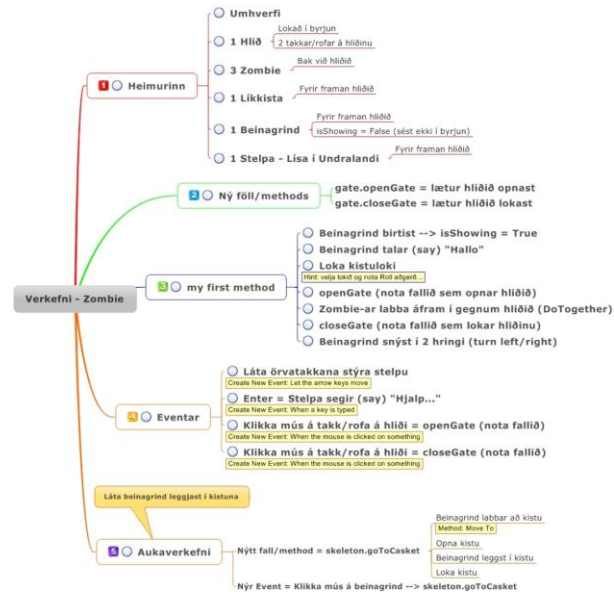 Verkefni - Zombie
1 Heimurinn
Umhverfi
1 Hlið
Lokað í byrjun
2 takkar/rofar á hliðinu
3 Zombie
Bak við hliðið
1 Líkkista
Fyrir framan hliðið
1 Beinagrind
Fyrir framan hliðið
isShowing = False (sést ekki í byrjun)
1 Stelpa - Lísa í Undralandi
Fyrir framan hliðið
2 Ný föll/methods
gate.openGate = lætur hliðið opnast
gate.closeGate = lætur hliðið lokast
3 my first method
Beinagrind birtist --> isShowing = True
Beinagrind talar (say) "Hallo"
Loka kistuloki
Hint: velja lokið og nota Roll aðgerð...
openGate (nota fallið sem opnar hliðið)
Zombie-ar labba áfram í gegnum hliðið (DoTogether)
closeGate (nota fallið sem lokar hliðinu)
Beinagrind snýst í 2 hringi (turn left/right)
4 Eventar
Láta örvatakkana stýra stelpu
Create New Event: Let the arrow keys move
Enter = Stelpa segir (say) "Hjalp..."
Create New Event: When a key is typed
Klikka mús á takk/rofa á hliði = openGate (nota fallið)
Create New Event: When the mouse is clicked on something
Klikka mús á takk/rofa á hliði = closeGate (nota fallið)
Create New Event: When the mouse is clicked on something
Láta beinagrind leggjast í kistuna
5 Aukaverkefni
Nýtt fall/method = skeleton.goToCasket
Beinagrind labbar að kistu
Method: Move To
Opna kistu
Beinagrind leggst í kistu
Loka kistu
Nýr Event = Klikka mús á beinagrind --> skeleton.goToCasket